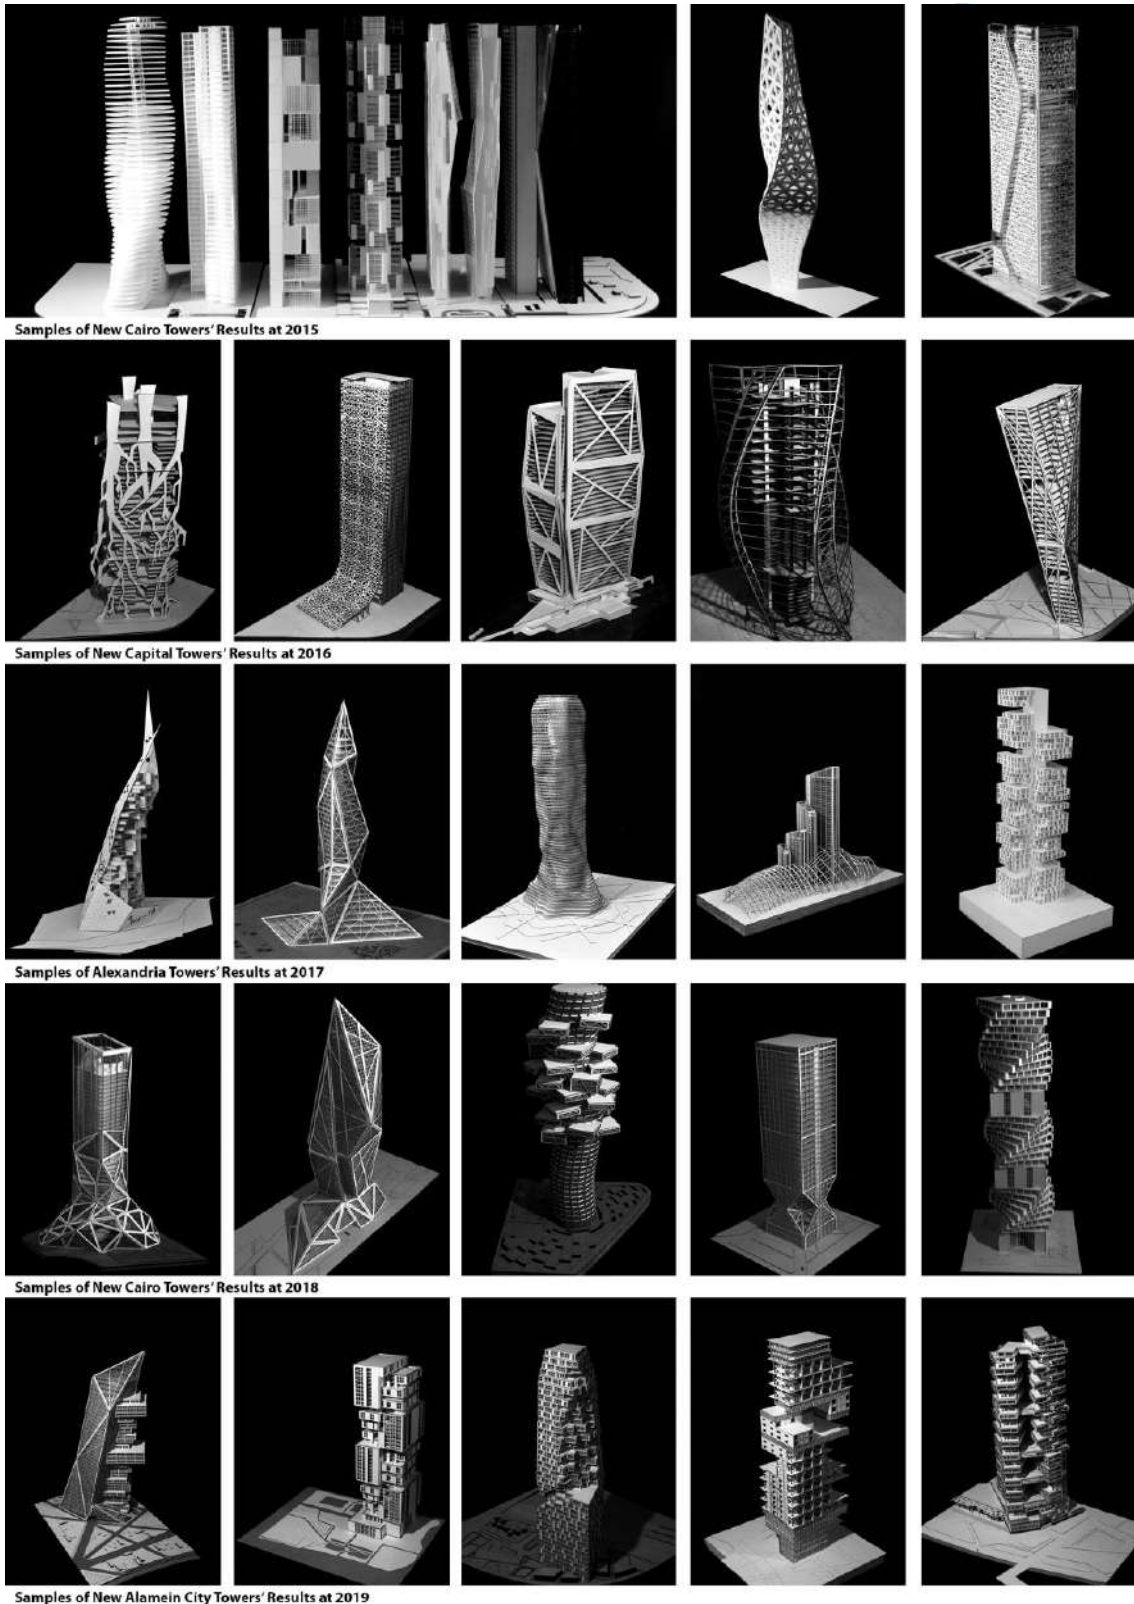 Samples of New Cairo Towers' Results at 2015
Samples of New Capital Towers' Results at 2016
Samples of Alexandria Towers' Results at 2017
Samples of New Cairo Towers' Results at 2018
Samples of New Alamein City Towers' Results at 2019